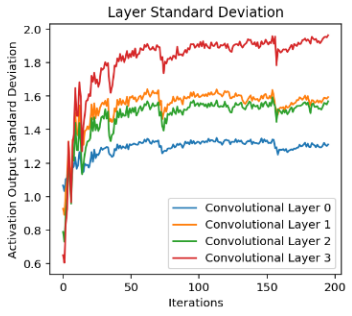 Layer Standard Deviation
Activation Output Standard Deviation
2.0
1.8
1.6
1.4
1.2
1.0
0.8
0.6
Convolutional Layer 0
Convolutional Layer 1
Convolutional Layer 2
Convolutional Layer 3
0 50 100 150 200
Iterations